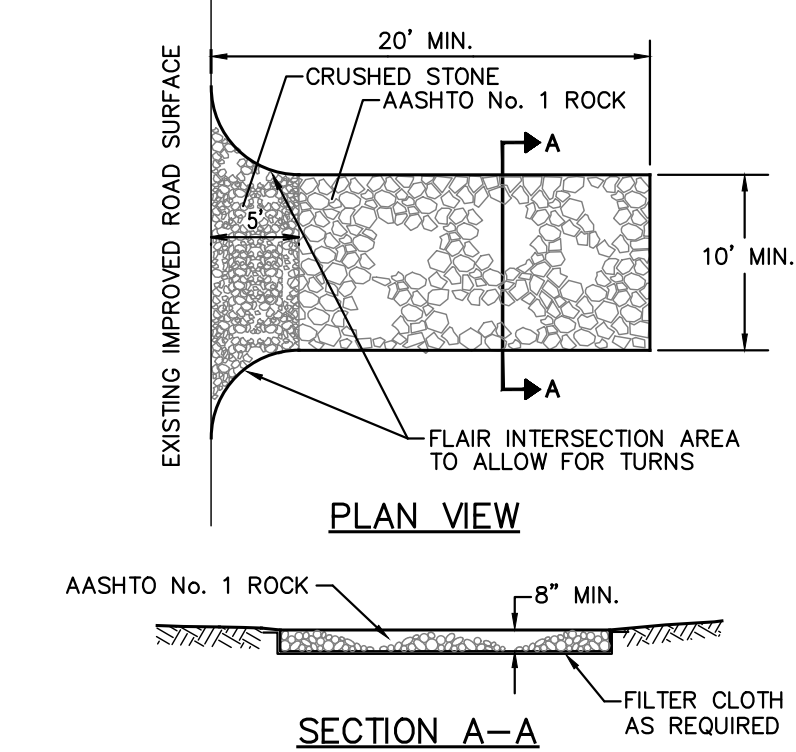 20' MIN.
CRUSHED STONE
AASHTO No. 1 ROCK
EXISTING IMPROVED ROAD SURFACE
A
5'
10' MIN.
A
FLAIR INTERSECTION AREA
TO ALLOW FOR TURNS
PLAN VIEW
AASHTO No. 1 ROCK
8” MIN.
FILTER CLOTH
AS REQUIRED
SECTION A-A